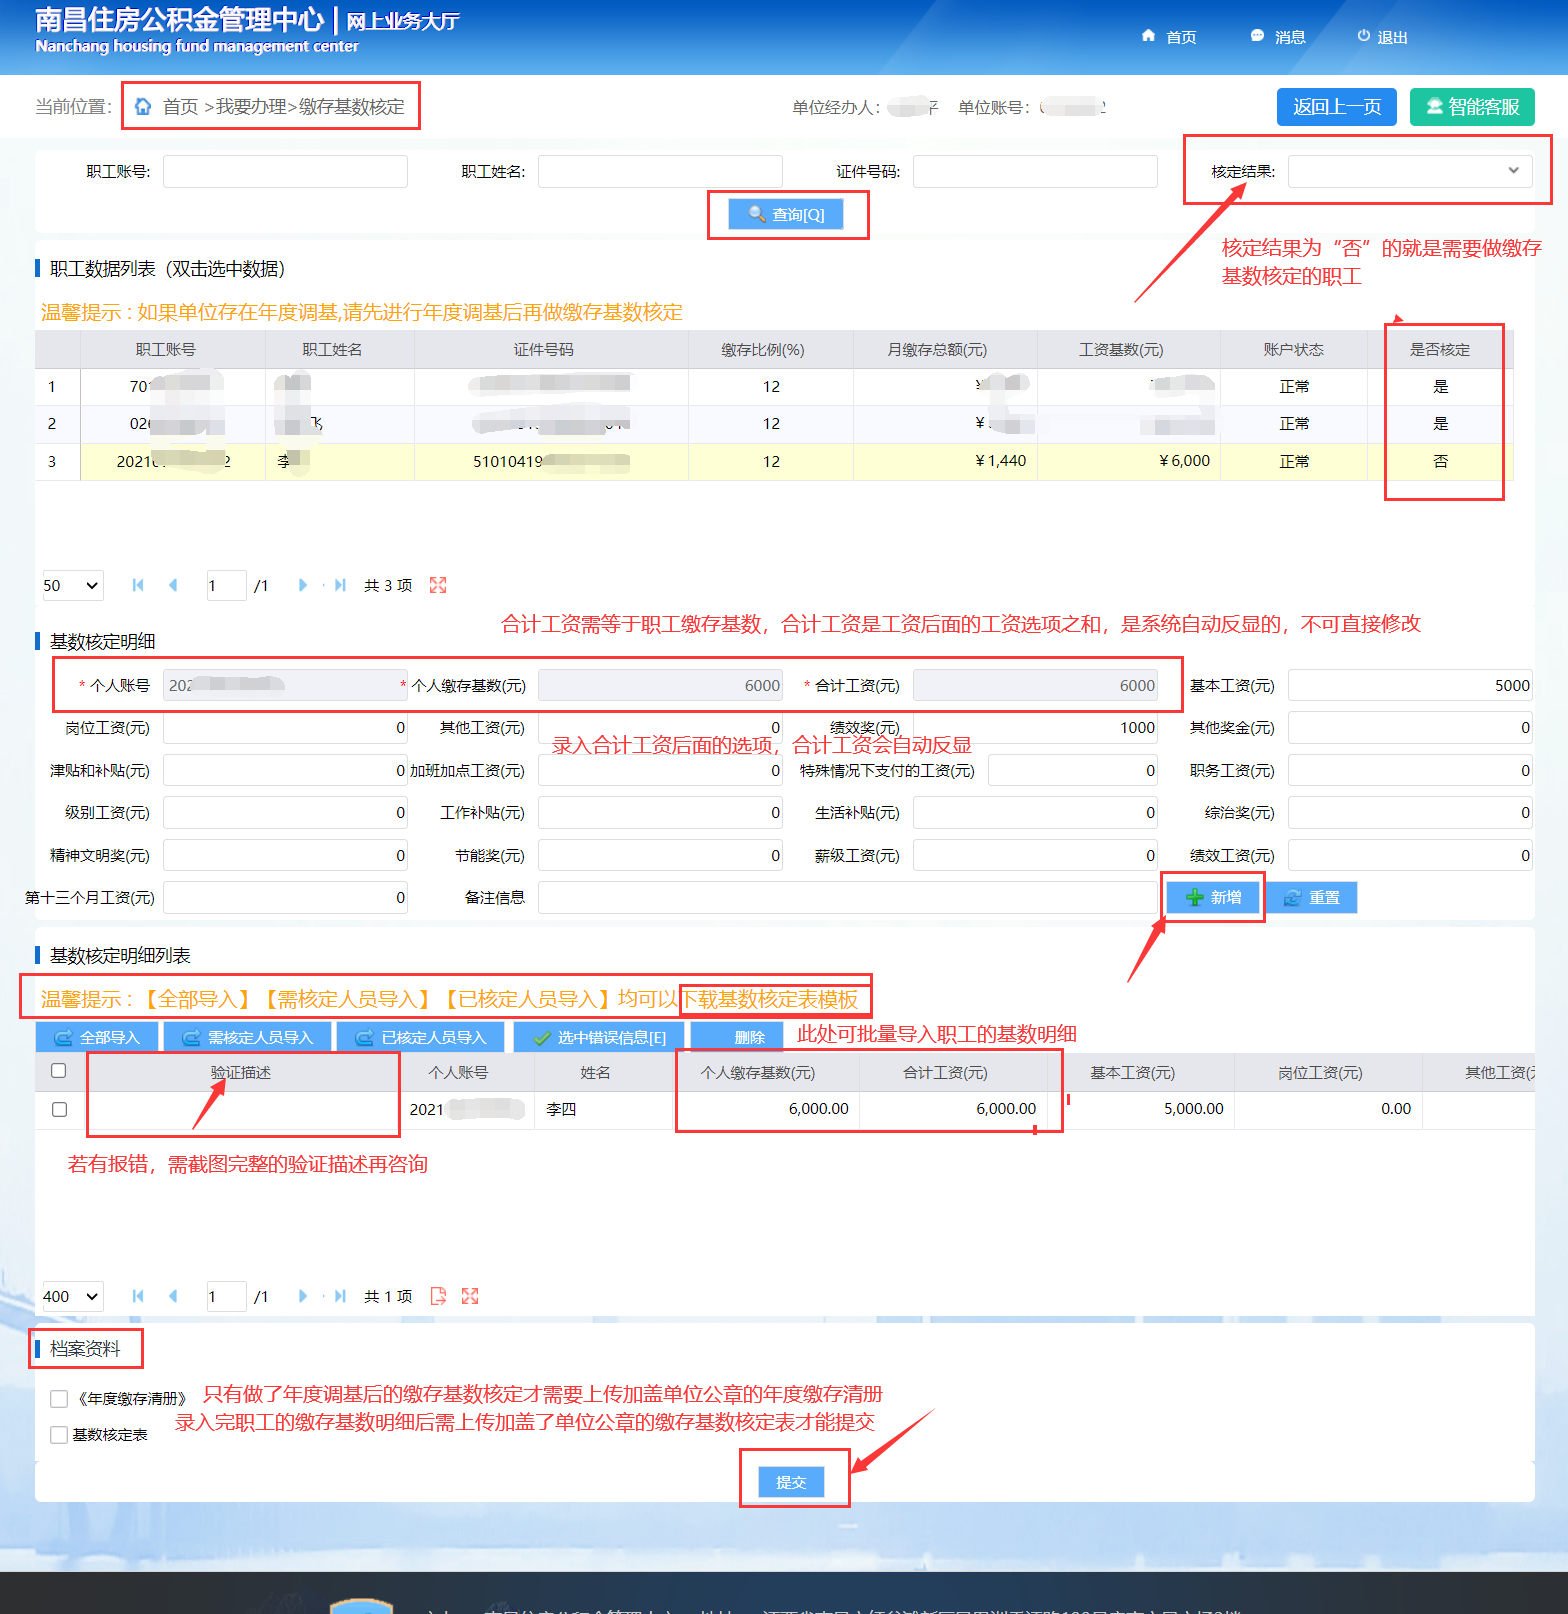 南昌住房公积金管理中心 | 网上业务大厅
Nanchang housing fund management center
首页 消息 退出
当前位置： 首页 >我要办理>缴存基数核定 单位经办人： 平 单位账号： 返回上一页 智能客服
职工账号: 职工姓名: 证件号码: 核定结果:
查询[Q]
核定结果为“否”的就是需要做缴存
基数核定的职工
职工数据列表（双击选中数据）
温馨提示：如果单位存在年度调基,请先进行年度调基后再做缴存基数核定
职工账号 职工姓名 证件号码 缴存比例(%) 月缴存总额(元) 工资基数(元) 账户状态 是否核定
1 701 12 ¥ 正常 是
2 026 飞 12 ¥ 正常 是
3 2021 2 李 51010419 12 ¥1,440 ¥6,000 正常 否
50 1 /1 共 3 项
合计工资需等于职工缴存基数，合计工资是工资后面的工资选项之和，是系统自动反显的，不可直接修改
基数核定明细
* 个人账号 202 * 个人缴存基数(元) 6000 * 合计工资(元) 6000 基本工资(元) 5000
岗位工资(元) 0 其他工资(元) 0 绩效奖(元) 1000 其他奖金(元) 0
录入合计工资后面的选项，合计工资会自动反显
津贴和补贴(元) 0 加班加点工资(元) 0 特殊情况下支付的工资(元) 0 职务工资(元) 0
级别工资(元) 0 工作补贴(元) 0 生活补贴(元) 0 综治奖(元) 0
精神文明奖(元) 0 节能奖(元) 0 薪级工资(元) 0 绩效工资(元) 0
第十三个月工资(元) 0 备注信息 新增 重置
基数核定明细列表
温馨提示：【全部导入】【需核定人员导入】【已核定人员导入】均可以下载基数核定表模板
全部导入 需核定人员导入 已核定人员导入 选中错误信息[E] 删除 此处可批量导入职工的基数明细
验证描述 个人账号 姓名 个人缴存基数(元) 合计工资(元) 基本工资(元) 岗位工资(元) 其他工资(元
2021 李四 6,000.00 6,000.00 5,000.00 0.00
若有报错，需截图完整的验证描述再咨询
400 1 /1 共 1 项
档案资料
《年度缴存清册》 只有做了年度调基后的缴存基数核定才需要上传加盖单位公章的年度缴存清册
录入完职工的缴存基数明细后需上传加盖了单位公章的缴存基数核定表才能提交
基数核定表
提交